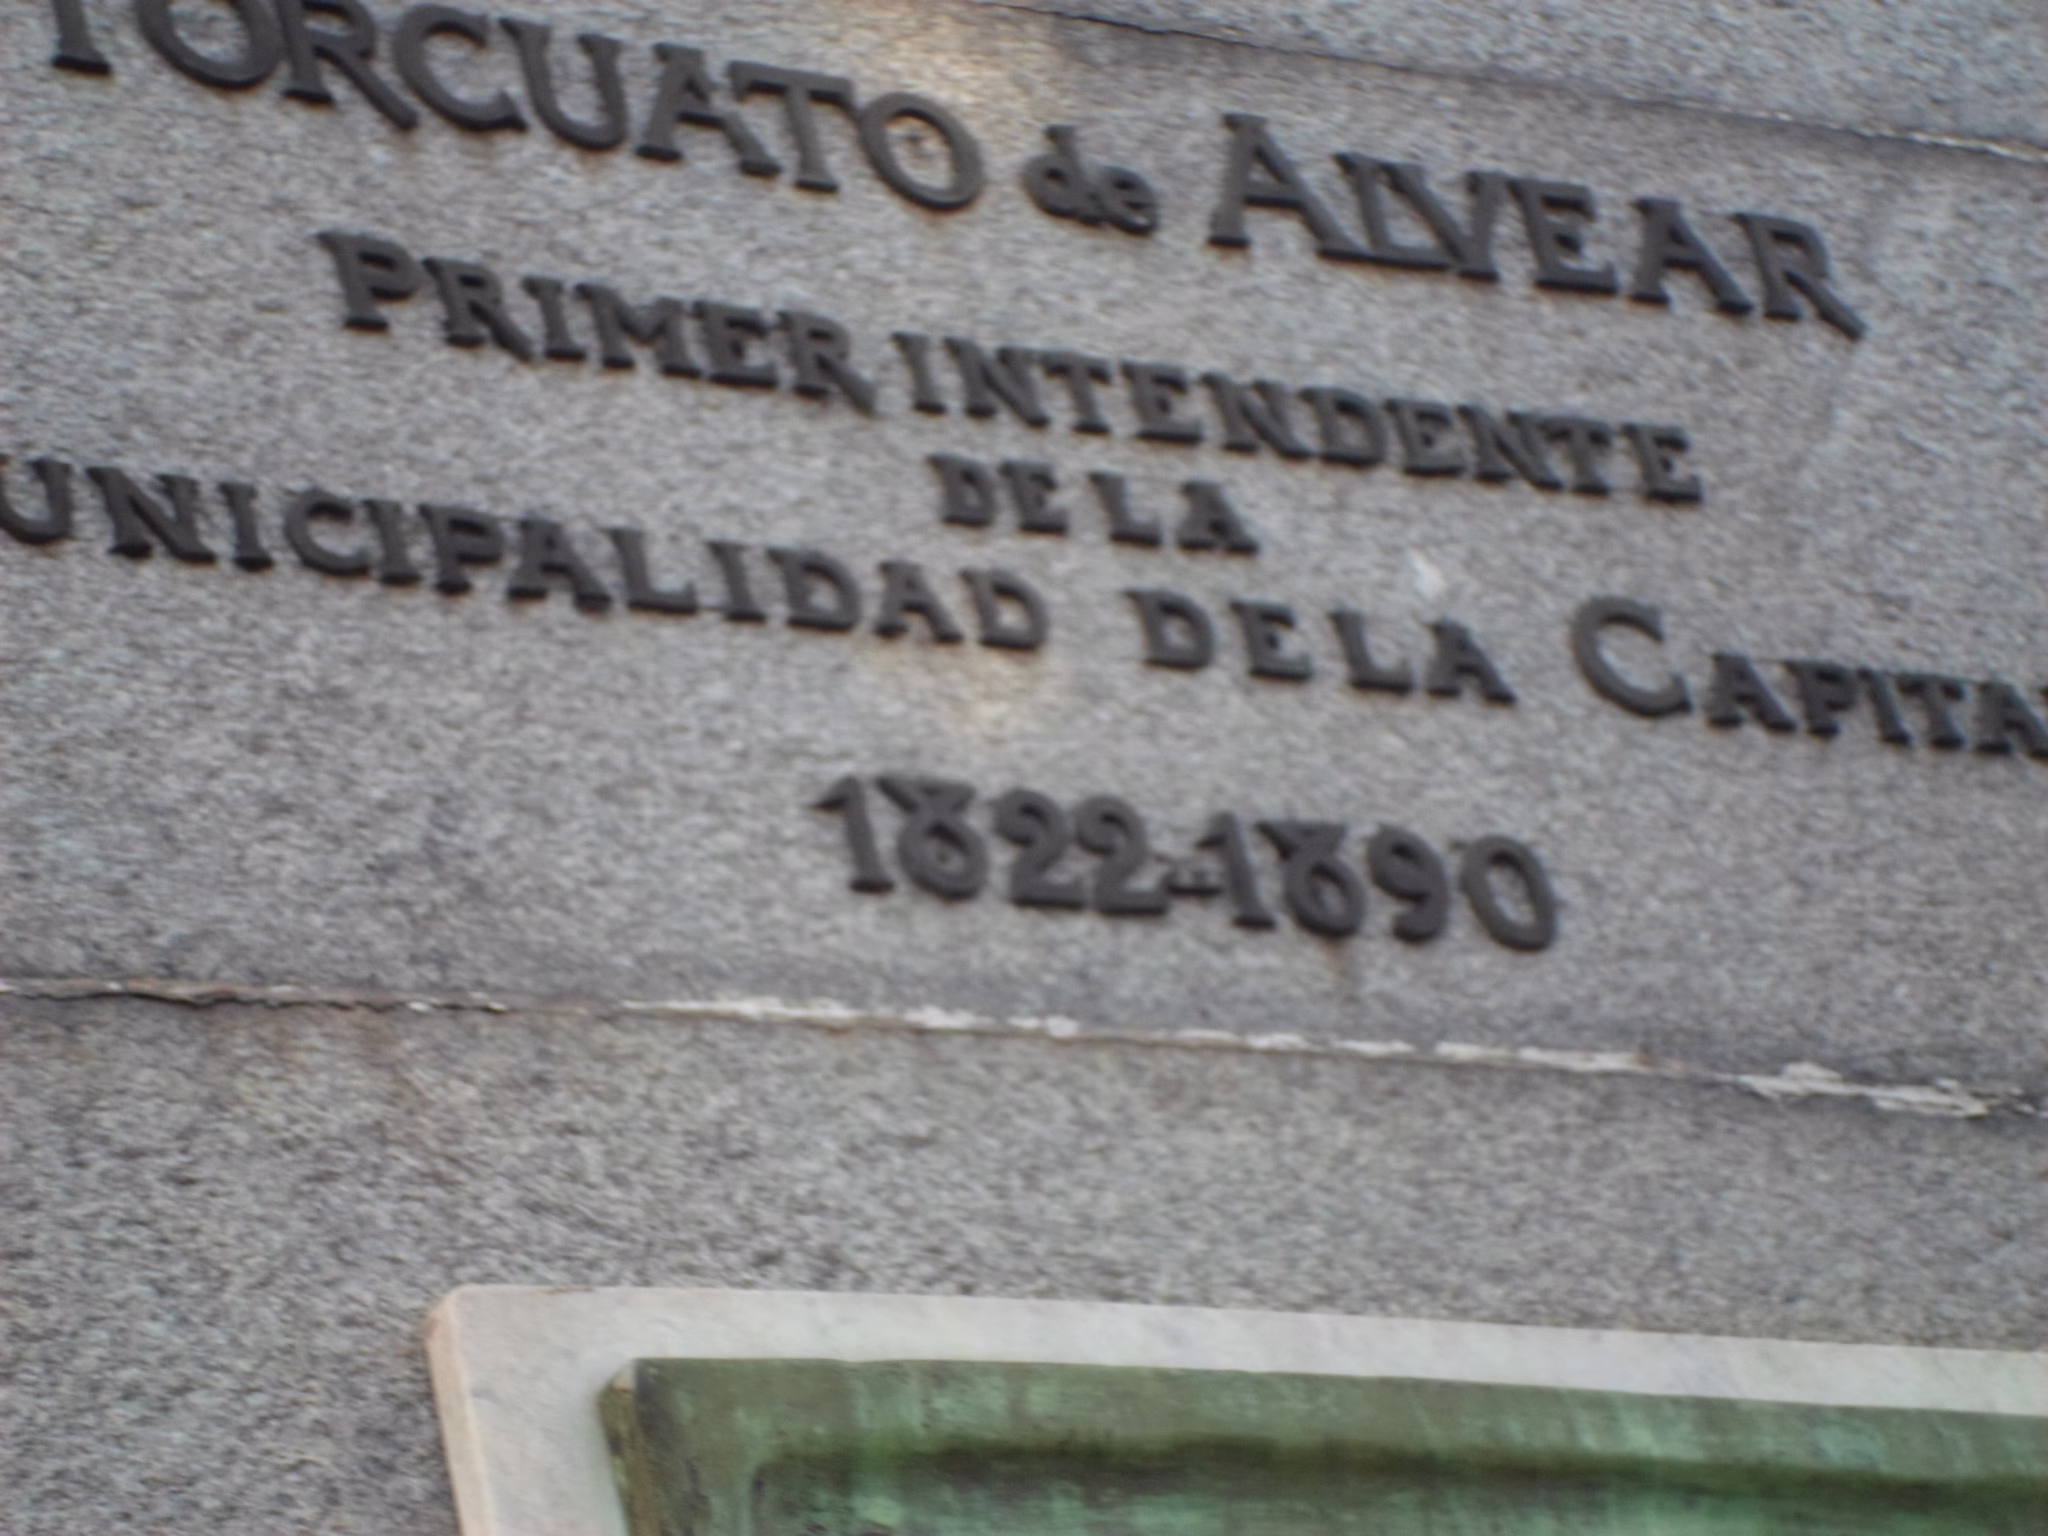 TORCUATO de ALVEAR
PRIMER INTENDENTE
DE LA
UNICIPALIDAD DE LA CAPITA
1822-1890